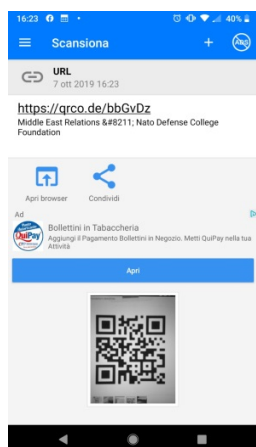 16:23
40%
Scansiona
ADS
URL
7 ott 2019 16:23
https://qrco.de/bbGvDz
Middle East Relations &#8211; Nato Defense College
Foundation
Apri browser
Condividi
Ad
QuiPay
Bollettini in Tabaccheria
Aggiungi il Pagamento Bollettini in Negozio. Metti QuiPay nella tua
Attività
Apri